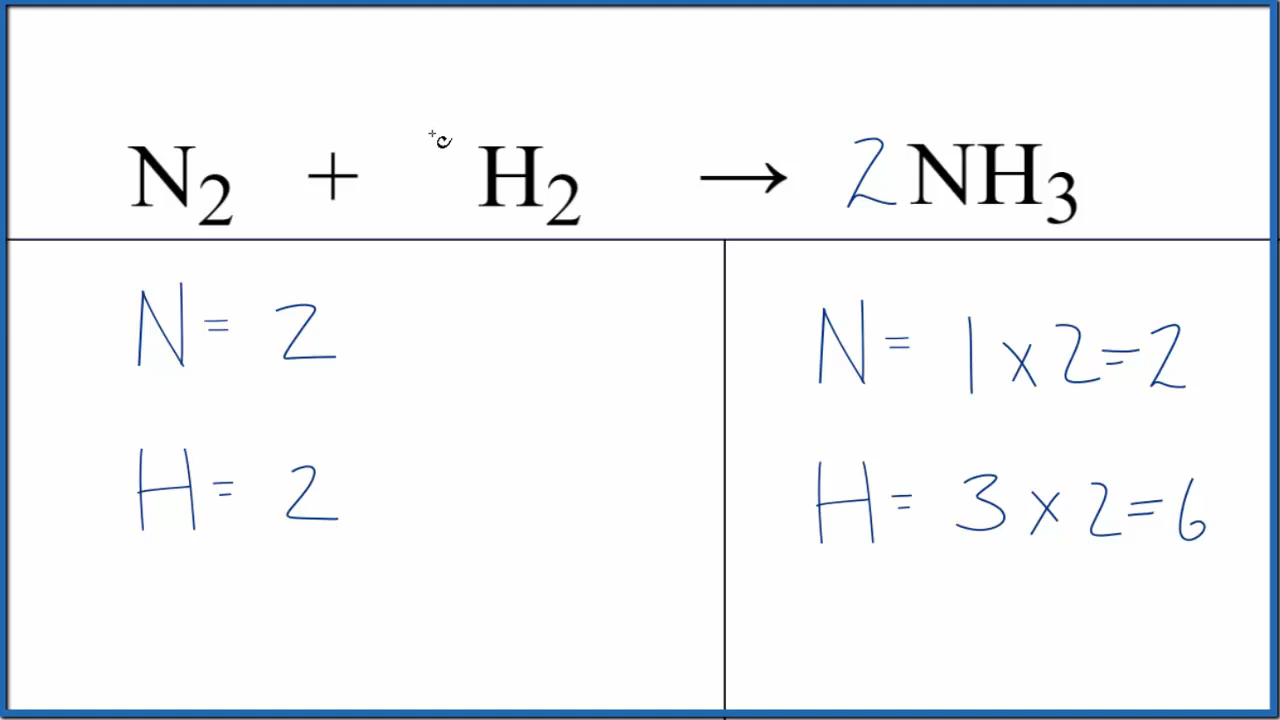 N₂ + H₂ → 2NH₃
N = 2
N = 1 x 2 = 2
H = 2
H = 3 x 2 = 6